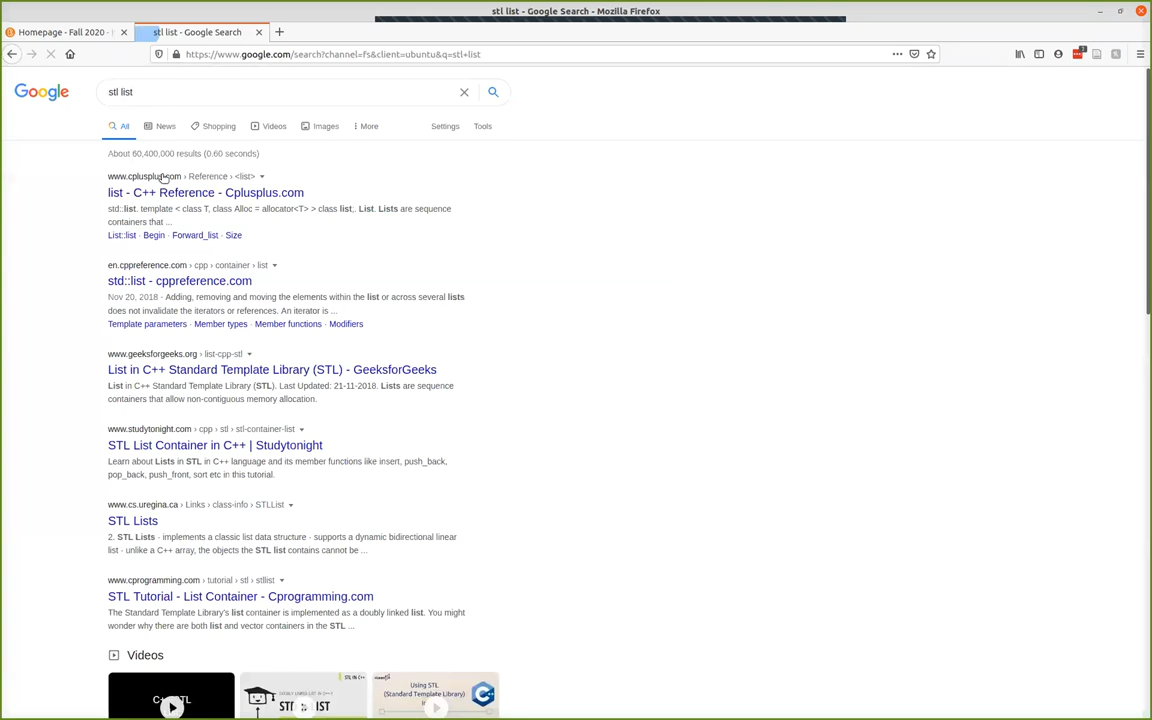 stl list - Google Search - Mozilla Firefox
Homepage - Fall 2020 -
stl list - Google Search
https://www.google.com/search?channel=fs&client=ubuntu&q=stl+list
Google
stl list
All News Shopping Videos Images More Settings Tools
About 60,400,000 results (0.60 seconds)
www.cplusplus.com › Reference › <list>
list - C++ Reference - Cplusplus.com
std::list. template < class T, class Alloc = allocator<T> > class list;. List. Lists are sequence
containers that ...
List::list · Begin · Forward_list · Size
en.cppreference.com › cpp › container › list
std::list - cppreference.com
Nov 20, 2018 - Adding, removing and moving the elements within the list or across several lists
does not invalidate the iterators or references. An iterator is ...
Template parameters · Member types · Member functions · Modifiers
www.geeksforgeeks.org › list-cpp-stl
List in C++ Standard Template Library (STL) - GeeksforGeeks
List in C++ Standard Template Library (STL). Last Updated: 21-11-2018. Lists are sequence
containers that allow non-contiguous memory allocation.
www.studytonight.com › cpp › stl › stl-container-list
STL List Container in C++ | Studytonight
Learn about Lists in STL in C++ language and its member functions like insert, push_back,
pop_back, push_front, sort etc in this tutorial.
www.cs.uregina.ca › Links › class-info › STLList
STL Lists
2. STL Lists · implements a classic list data structure · supports a dynamic bidirectional linear
list · unlike a C++ array, the objects the STL list contains cannot be ...
www.cprogramming.com › tutorial › stl › stllist
STL Tutorial - List Container - Cprogramming.com
The Standard Template Library's list container is implemented as a doubly linked list. You might
wonder why there are both list and vector containers in the STL ...
Videos
STL IN C++
Using STL
(Standard Template Library)